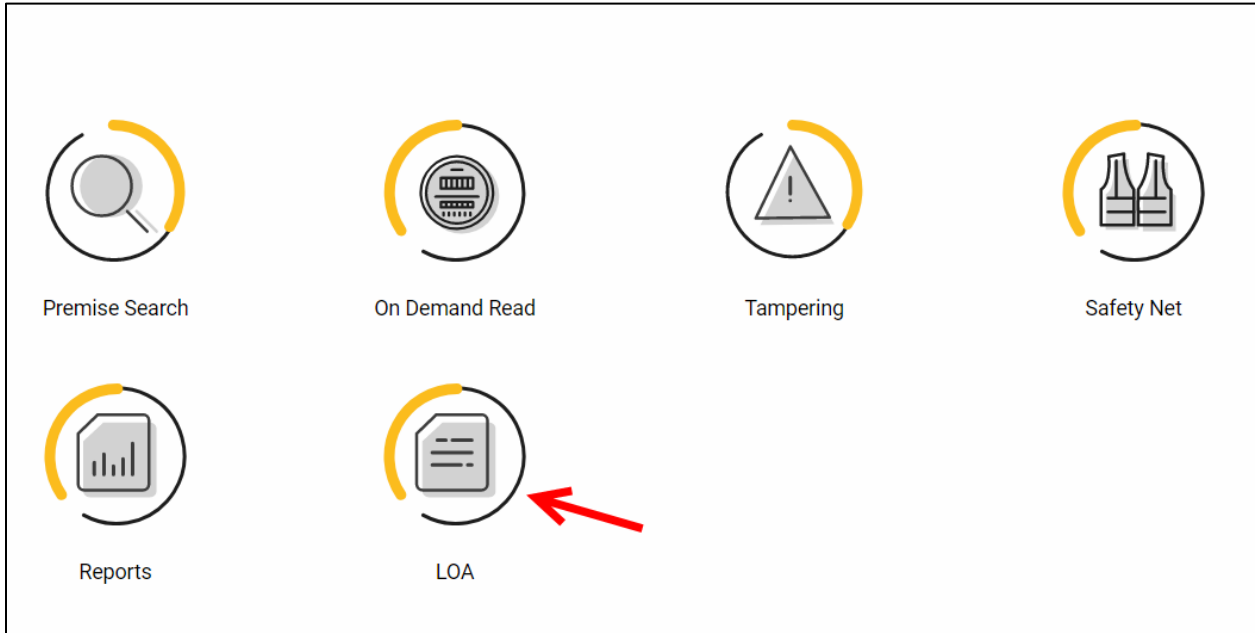 Premise Search
On Demand Read
Tampering
Safety Net
Reports
LOA